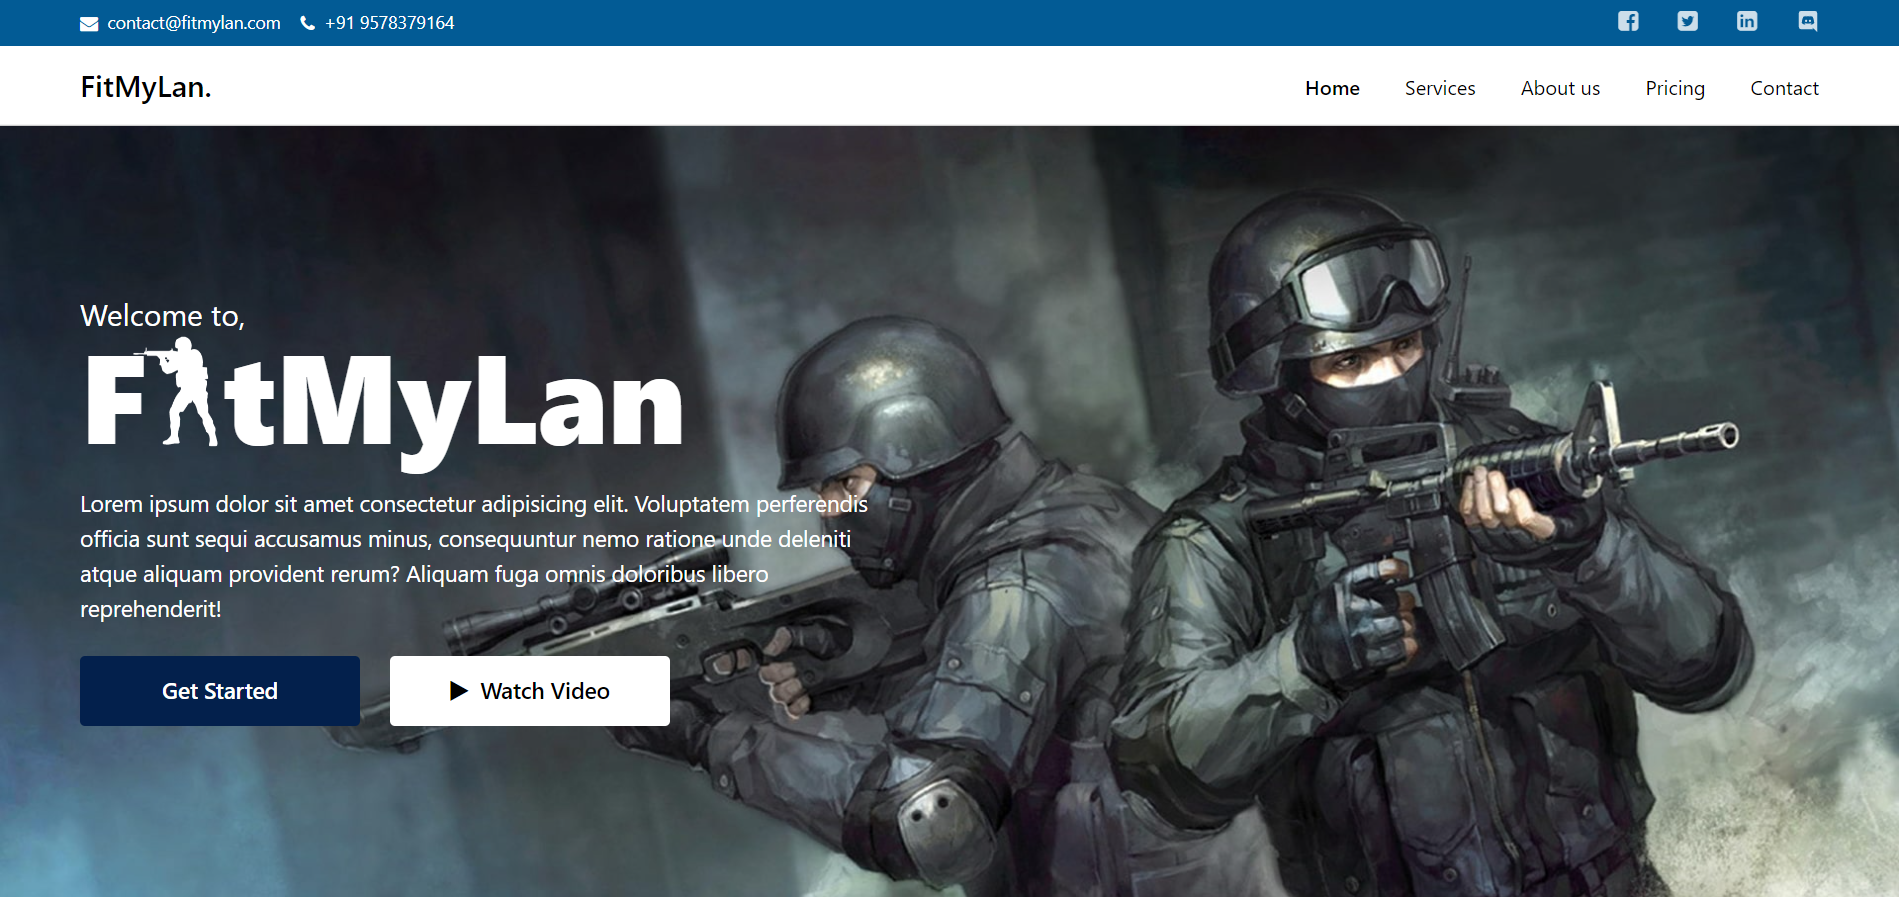 contact@fitmylan.com +91 9578379164
FitMyLan.
Home Services About us Pricing Contact
Welcome to,
FitMyLan
Lorem ipsum dolor sit amet consectetur adipisicing elit. Voluptatem perferendis
officia sunt sequi accusamus minus, consequuntur nemo ratione unde deleniti
atque aliquam provident rerum? Aliquam fuga omnis doloribus libero
reprehenderit!
Get Started
Watch Video